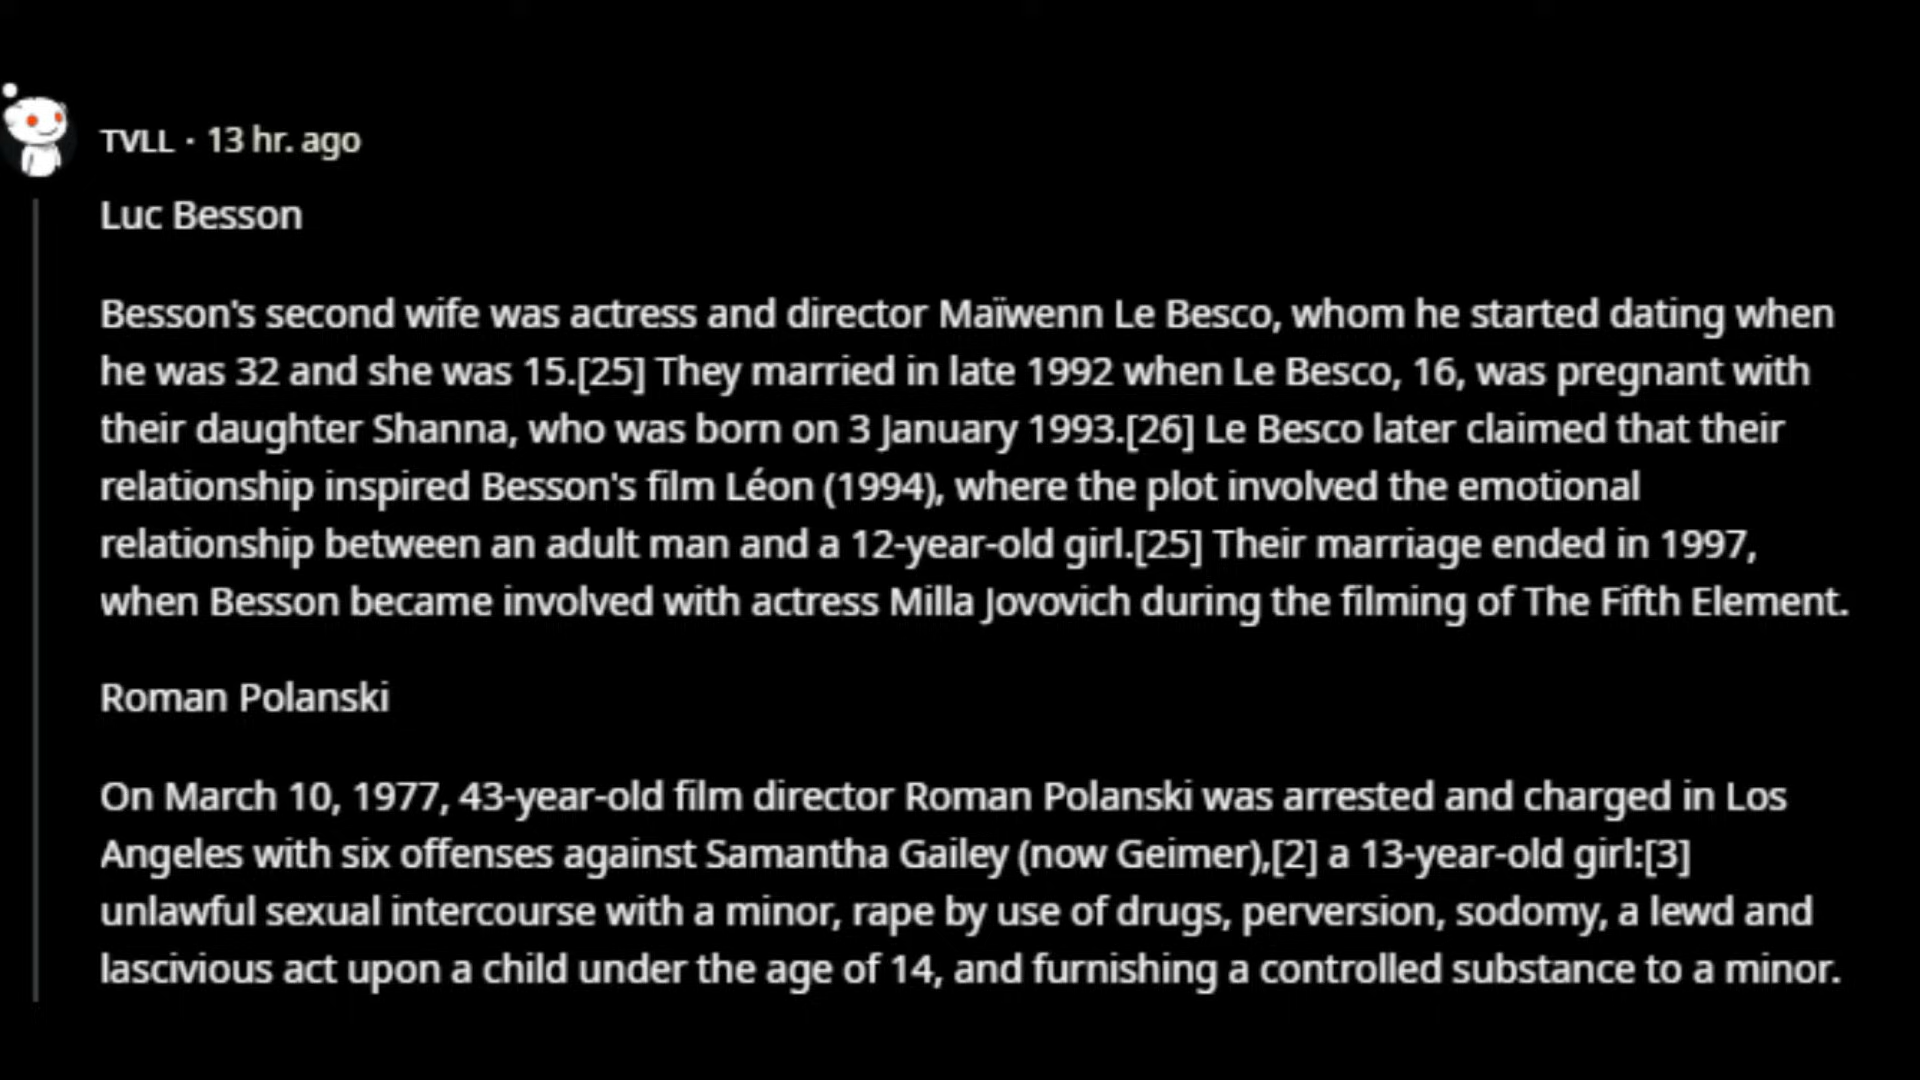 TVLL · 13 hr. ago
Luc Besson
Besson's second wife was actress and director Maïwenn Le Besco, whom he started dating when
he was 32 and she was 15.[25] They married in late 1992 when Le Besco, 16, was pregnant with
their daughter Shanna, who was born on 3 January 1993.[26] Le Besco later claimed that their
relationship inspired Besson's film Léon (1994), where the plot involved the emotional
relationship between an adult man and a 12-year-old girl.[25] Their marriage ended in 1997,
when Besson became involved with actress Milla Jovovich during the filming of The Fifth Element.
Roman Polanski
On March 10, 1977, 43-year-old film director Roman Polanski was arrested and charged in Los
Angeles with six offenses against Samantha Gailey (now Geimer),[2] a 13-year-old girl:[3]
unlawful sexual intercourse with a minor, rape by use of drugs, perversion, sodomy, a lewd and
lascivious act upon a child under the age of 14, and furnishing a controlled substance to a minor.